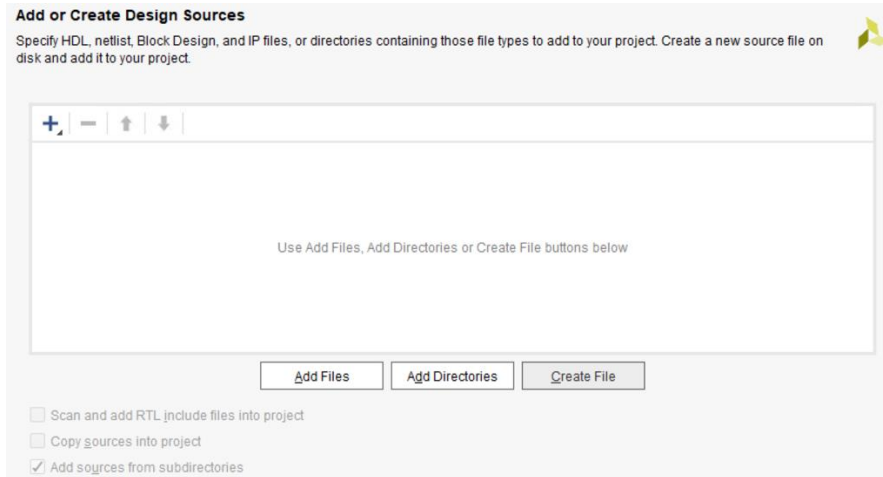 Add or Create Design Sources
Specify HDL, netlist, Block Design, and IP files, or directories containing those file types to add to your project. Create a new source file on
disk and add it to your project.
Use Add Files, Add Directories or Create File buttons below
Add Files
Add Directories
Create File
Scan and add RTL include files into project
Copy sources into project
Add sources from subdirectories